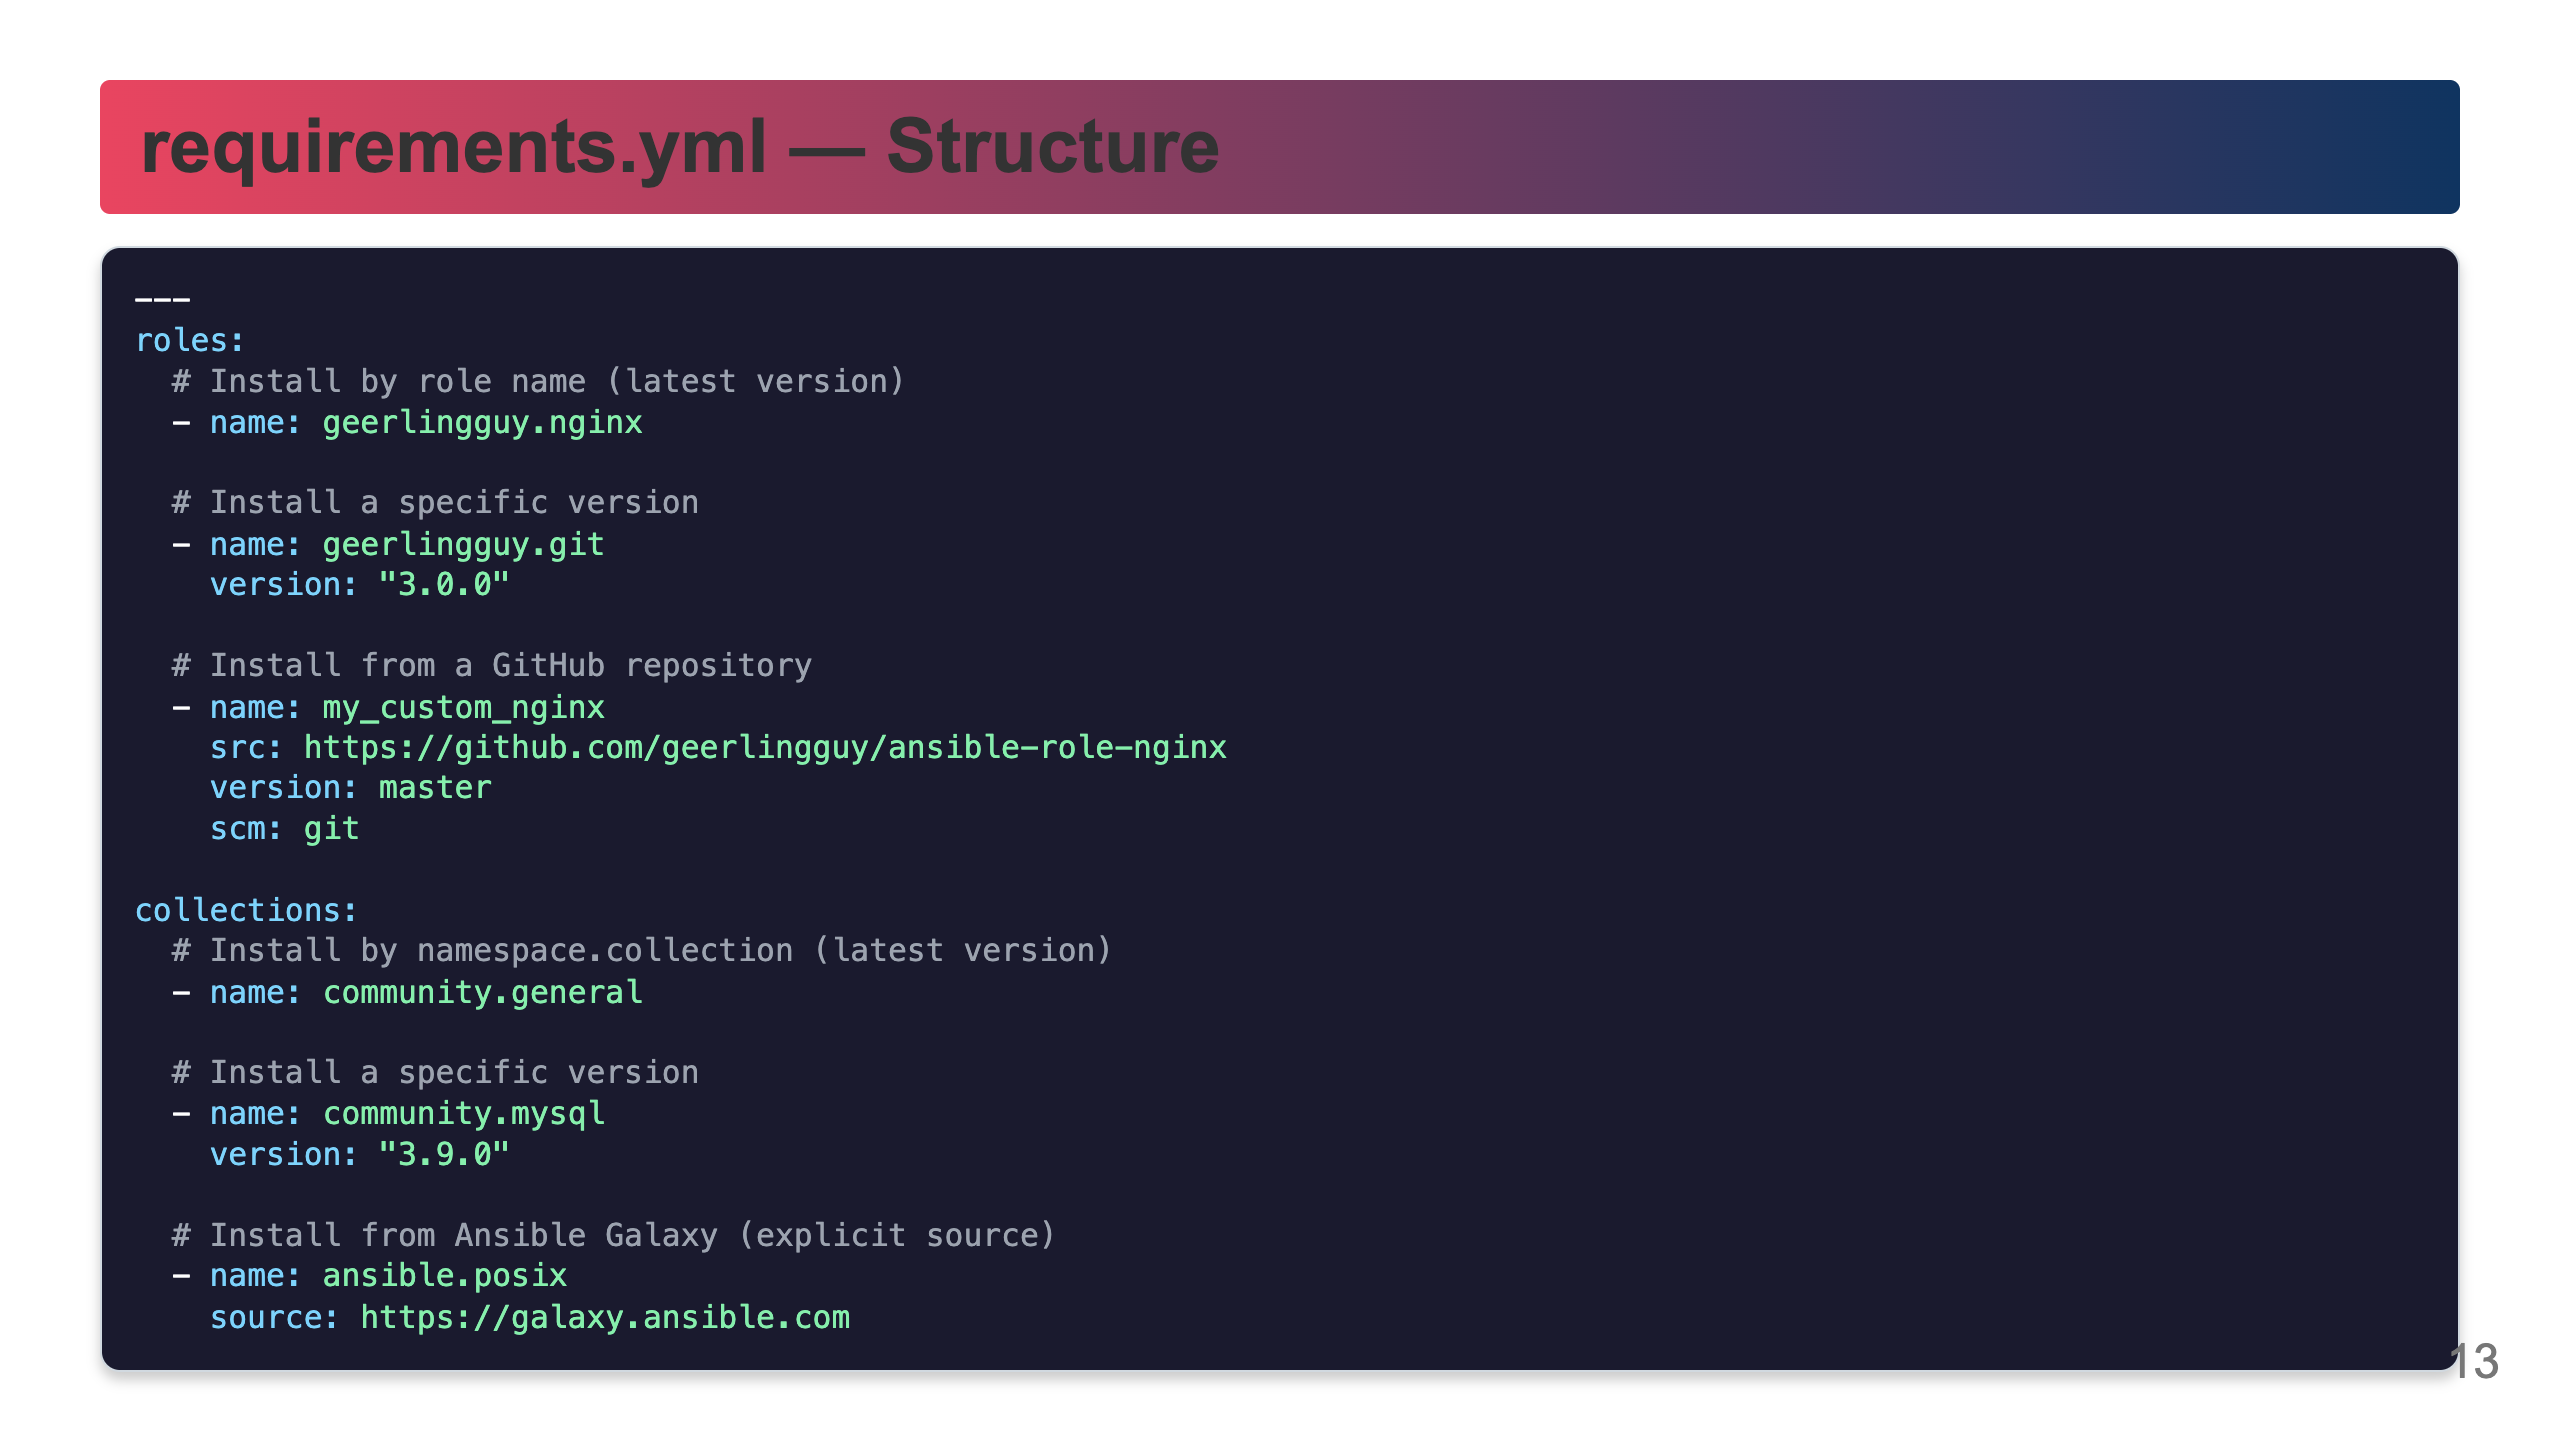 requirements.yml — Structure
---
roles:
  # Install by role name (latest version)
  - name: geerlingguy.nginx

  # Install a specific version
  - name: geerlingguy.git
    version: "3.0.0"

  # Install from a GitHub repository
  - name: my_custom_nginx
    src: https://github.com/geerlingguy/ansible-role-nginx
    version: master
    scm: git

collections:
  # Install by namespace.collection (latest version)
  - name: community.general

  # Install a specific version
  - name: community.mysql
    version: "3.9.0"

  # Install from Ansible Galaxy (explicit source)
  - name: ansible.posix
    source: https://galaxy.ansible.com
13